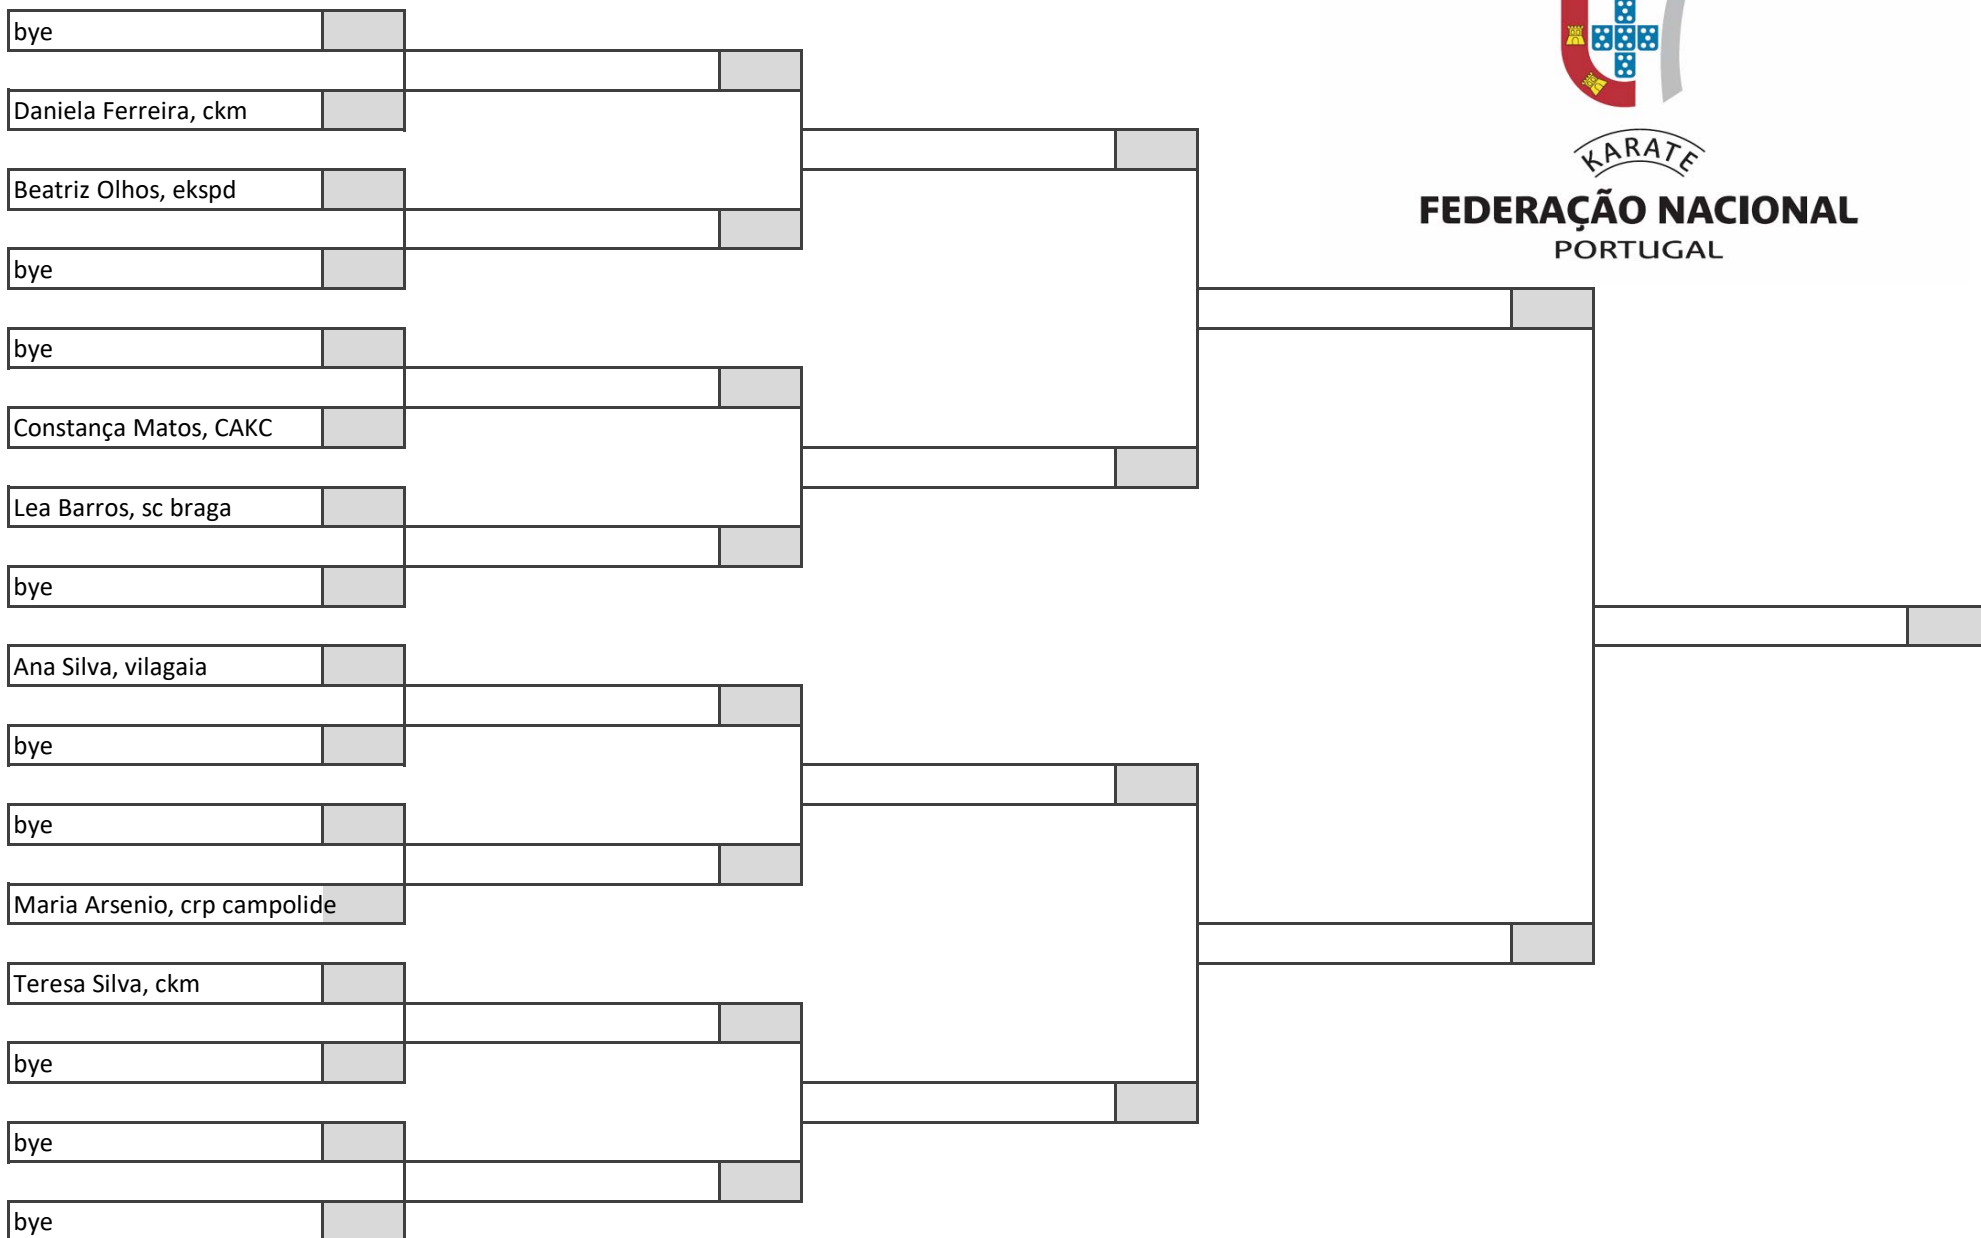 bye
Daniela Ferreira, ckm
Beatriz Olhos, ekspd
bye
bye
Constança Matos, CAKC
Lea Barros, sc braga
bye
Ana Silva, vilagaia
bye
bye
Maria Arsenio, crp campolide
Teresa Silva, ckm
bye
bye
bye
KARATE
FEDERAÇÃO NACIONAL
PORTUGAL